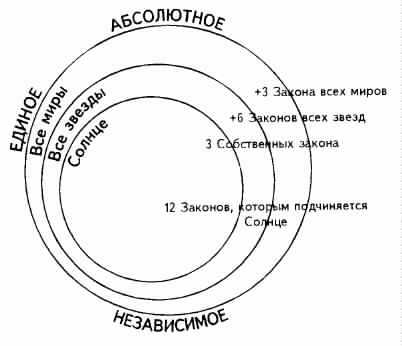 АБСОЛЮТНОЕ
ЕДИНОЕ
Все миры
Все звезды
Солнце
+3 Закона всех миров
+6 Законов всех звезд
3 Собственных закона
12 Законов, которым подчиняется
Солнце
НЕЗАВИСИМОЕ